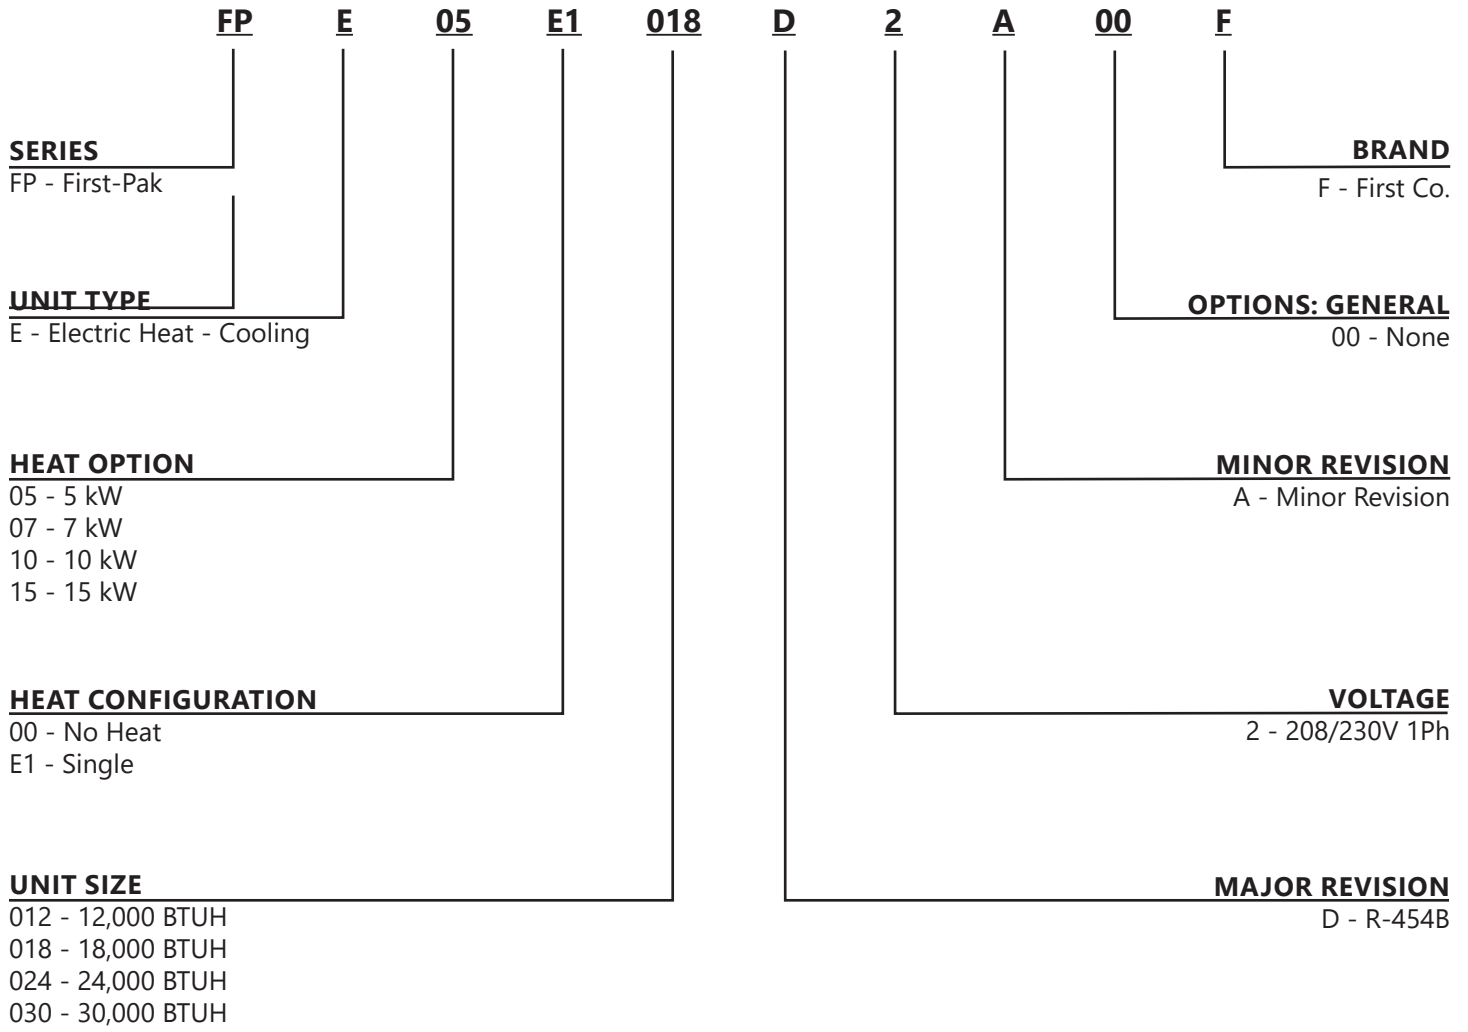 FP E 05 E1 018 D 2 A 00 F
SERIES
FP - First-Pak
UNIT TYPE
E - Electric Heat - Cooling
HEAT OPTION
05 - 5 kW
07 - 7 kW
10 - 10 kW
15 - 15 kW
HEAT CONFIGURATION
00 - No Heat
E1 - Single
UNIT SIZE
012 - 12,000 BTUH
018 - 18,000 BTUH
024 - 24,000 BTUH
030 - 30,000 BTUH
BRAND
F - First Co.
OPTIONS: GENERAL
00 - None
MINOR REVISION
A - Minor Revision
VOLTAGE
2 - 208/230V 1Ph
MAJOR REVISION
D - R-454B